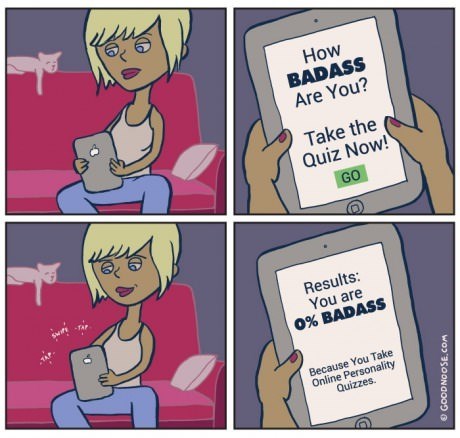 How
BADASS
Are You?
Take the
Quiz Now!
GO
SWIPE TAP
TAP
Results:
You are
0% BADASS
Because You Take
Online Personality
Quizzes.
© GOODNOOSE.COM